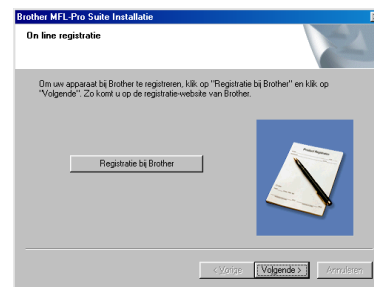 Brother MFL-Pro Suite Installatie
On line registratie
Om uw apparaat bij Brother te registreren, klik op "Registratie bij Brother" en klik op
"Volgende". Zo komt u op de registratie-website van Brother.
Registratie bij Brother
< Vorige Volgende > Annuleren